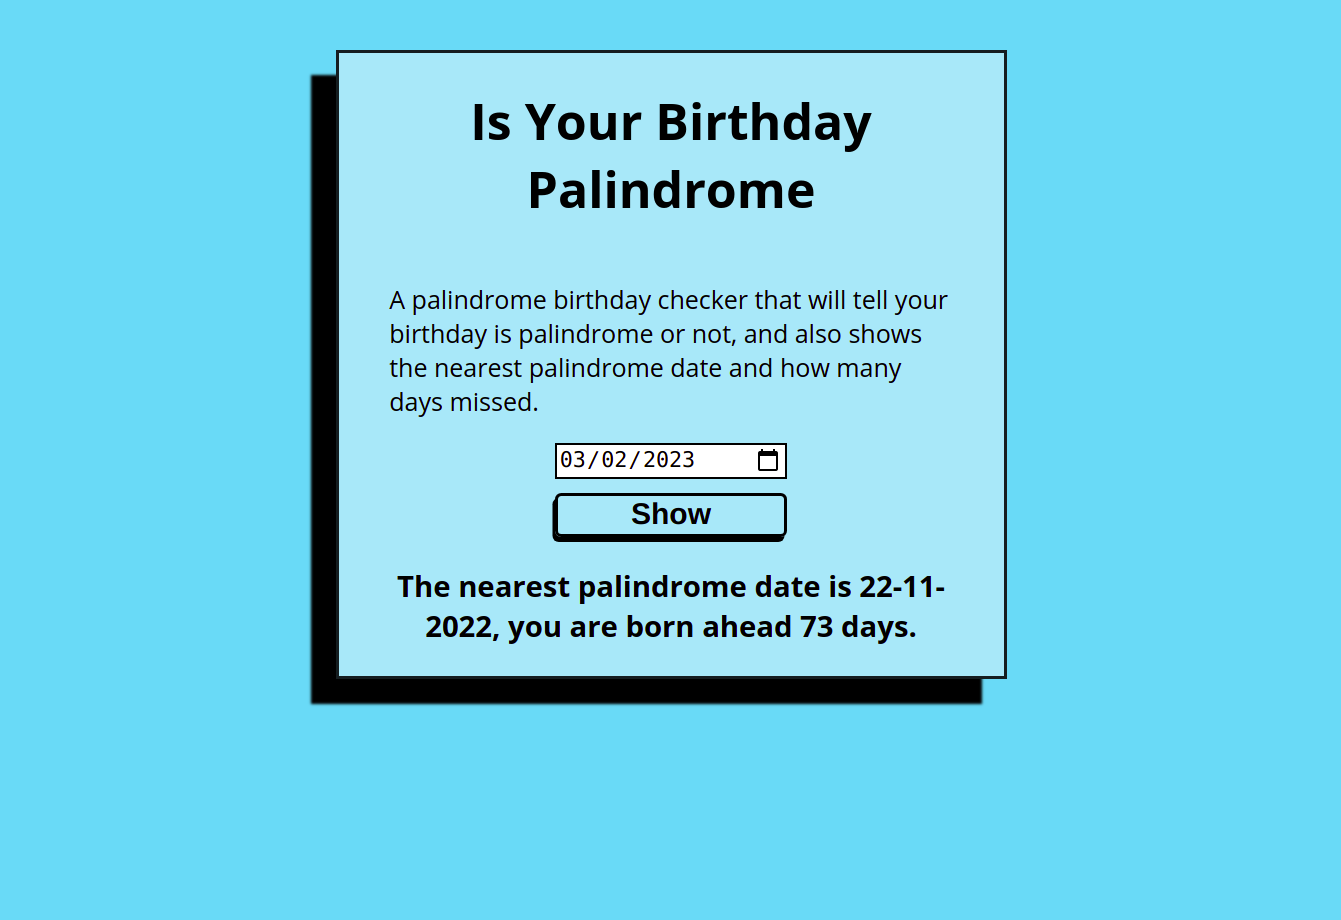 Is Your Birthday
Palindrome
A palindrome birthday checker that will tell your
birthday is palindrome or not, and also shows
the nearest palindrome date and how many
days missed.
03/02/2023
Show
The nearest palindrome date is 22-11-
2022, you are born ahead 73 days.